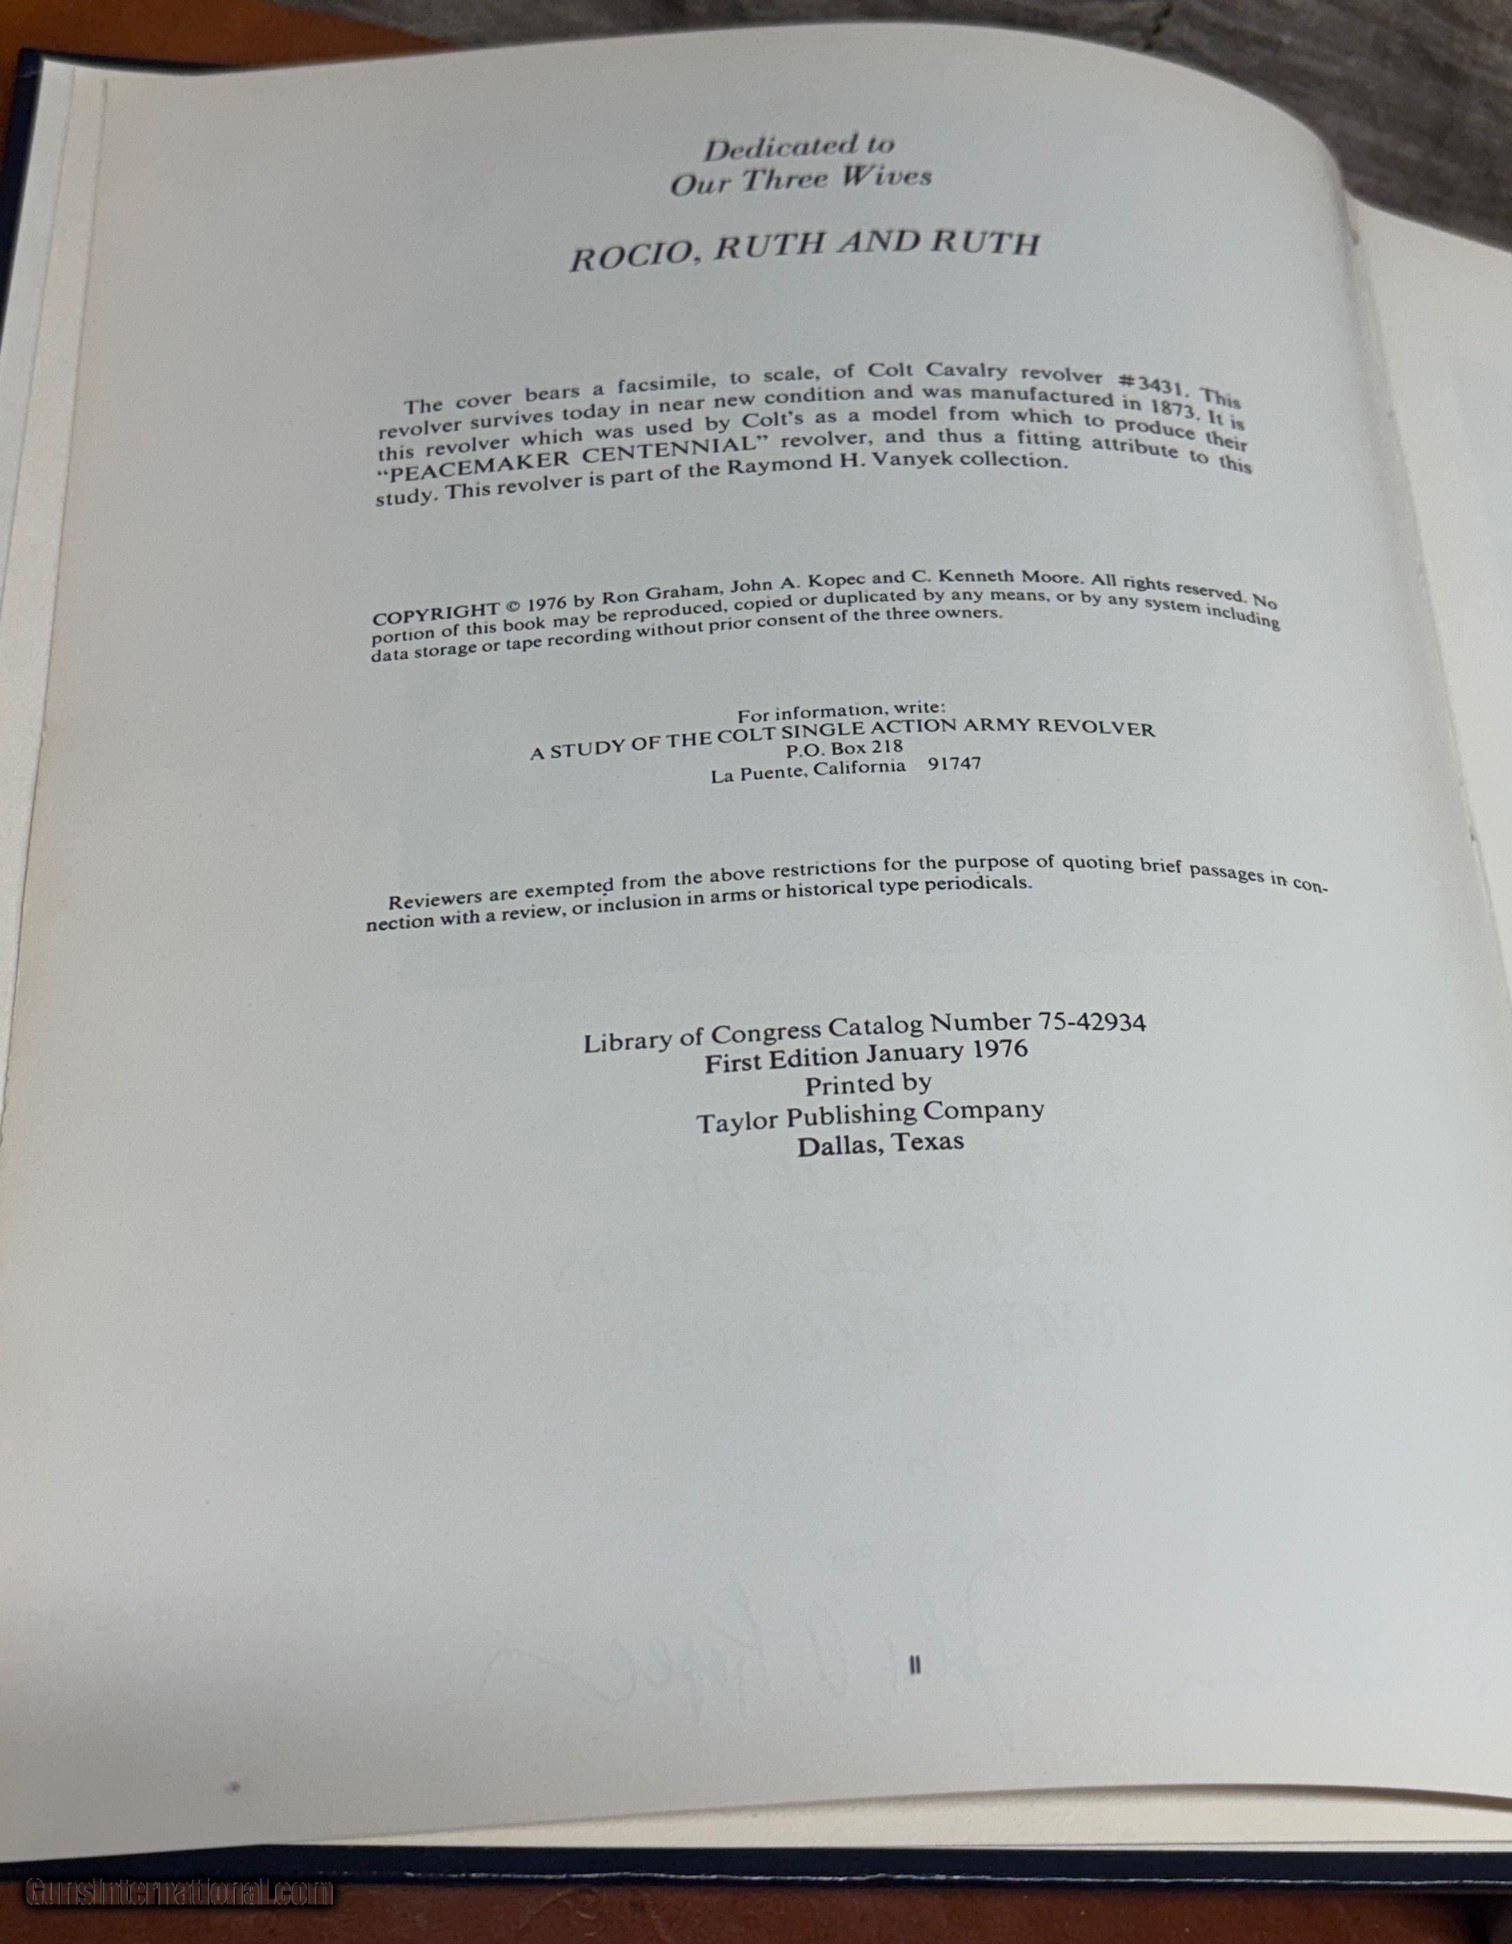 Dedicated to
Our Three Wives
ROCIO, RUTH AND RUTH
The cover bears a facsimile, to scale, of Colt Cavalry revolver #3431. This
revolver survives today in near new condition and was manufactured in 1873. It is
this revolver which was used by Colt's as a model from which to produce their
“PEACEMAKER CENTENNIAL” revolver, and thus a fitting attribute to this
study. This revolver is part of the Raymond H. Vanyek collection.
COPYRIGHT © 1976 by Ron Graham, John A. Kopec and C. Kenneth Moore. All rights reserved. No
portion of this book may be reproduced, copied or duplicated by any means, or by any system including
data storage or tape recording without prior consent of the three owners.
For information, write:
A STUDY OF THE COLT SINGLE ACTION ARMY REVOLVER
P.O. Box 218
La Puente, California 91747
Reviewers are exempted from the above restrictions for the purpose of quoting brief passages in con-
nection with a review, or inclusion in arms or historical type periodicals.
Library of Congress Catalog Number 75-42934
First Edition January 1976
Printed by
Taylor Publishing Company
Dallas, Texas
II
GunsInternational.com